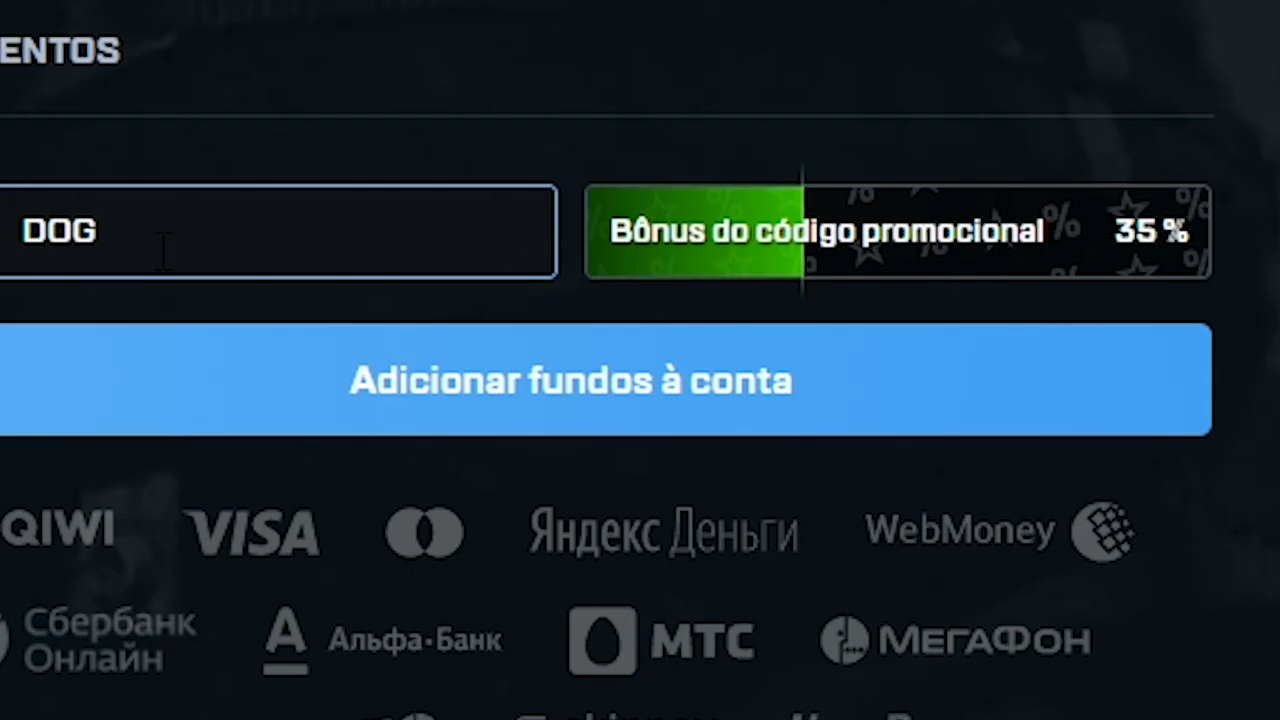 ENTOS
DOG
Bônus do código promocional 35 %
Adicionar fundos à conta
QIWI VISA Яндекс Деньги WebMoney
Сбербанк
Онлайн
Альфа·Банк МТС МЕГАФОН